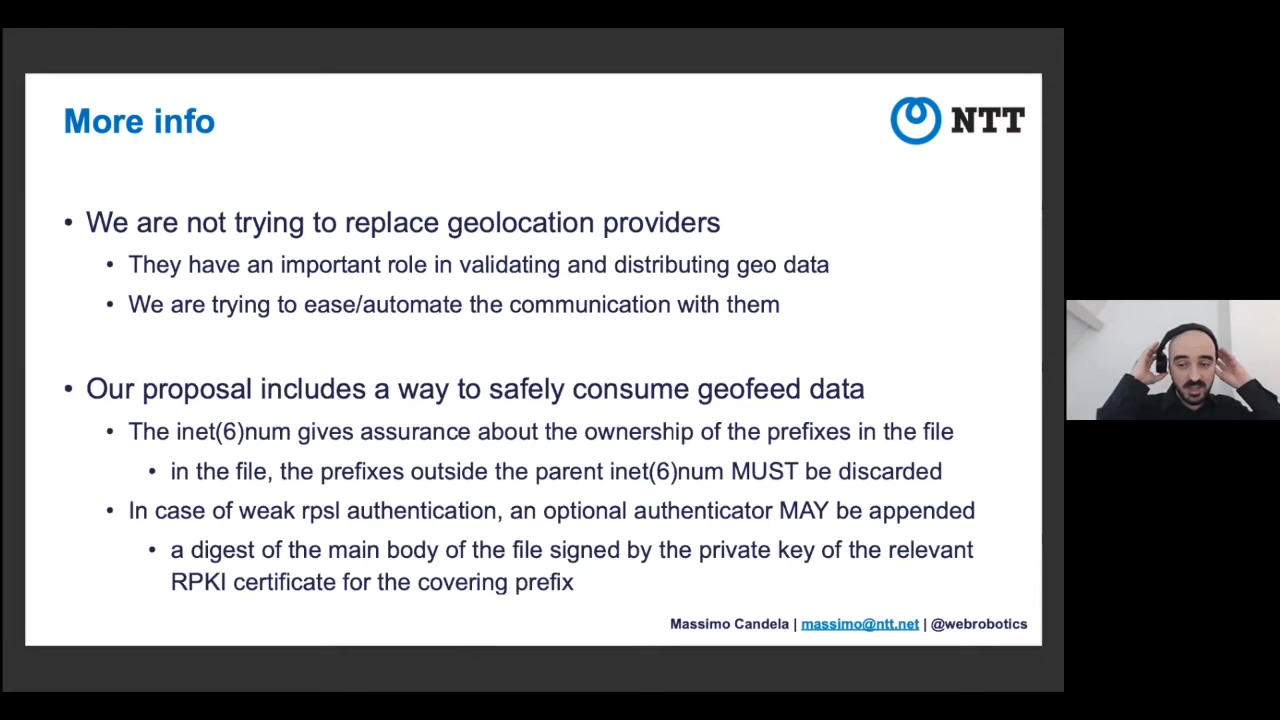 More info
NTT
• We are not trying to replace geolocation providers
• They have an important role in validating and distributing geo data
• We are trying to ease/automate the communication with them
• Our proposal includes a way to safely consume geofeed data
• The inet(6)num gives assurance about the ownership of the prefixes in the file
• in the file, the prefixes outside the parent inet(6)num MUST be discarded
• In case of weak rpsl authentication, an optional authenticator MAY be appended
• a digest of the main body of the file signed by the private key of the relevant
RPKI certificate for the covering prefix
Massimo Candela | massimo@ntt.net | @webrobotics